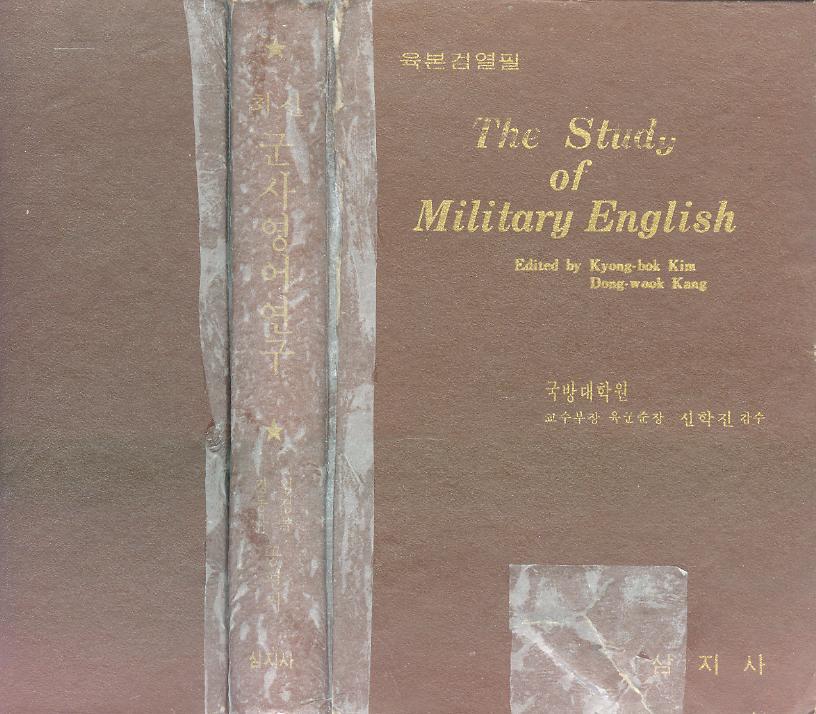 최신 군사영어연구
삼지사
육본검열필
The Study
of
Military English
Edited by Kyong-bok Kim
Dong-wook Kang
국방대학원
교수부장 육군준장 신학진 감수
삼 지 사